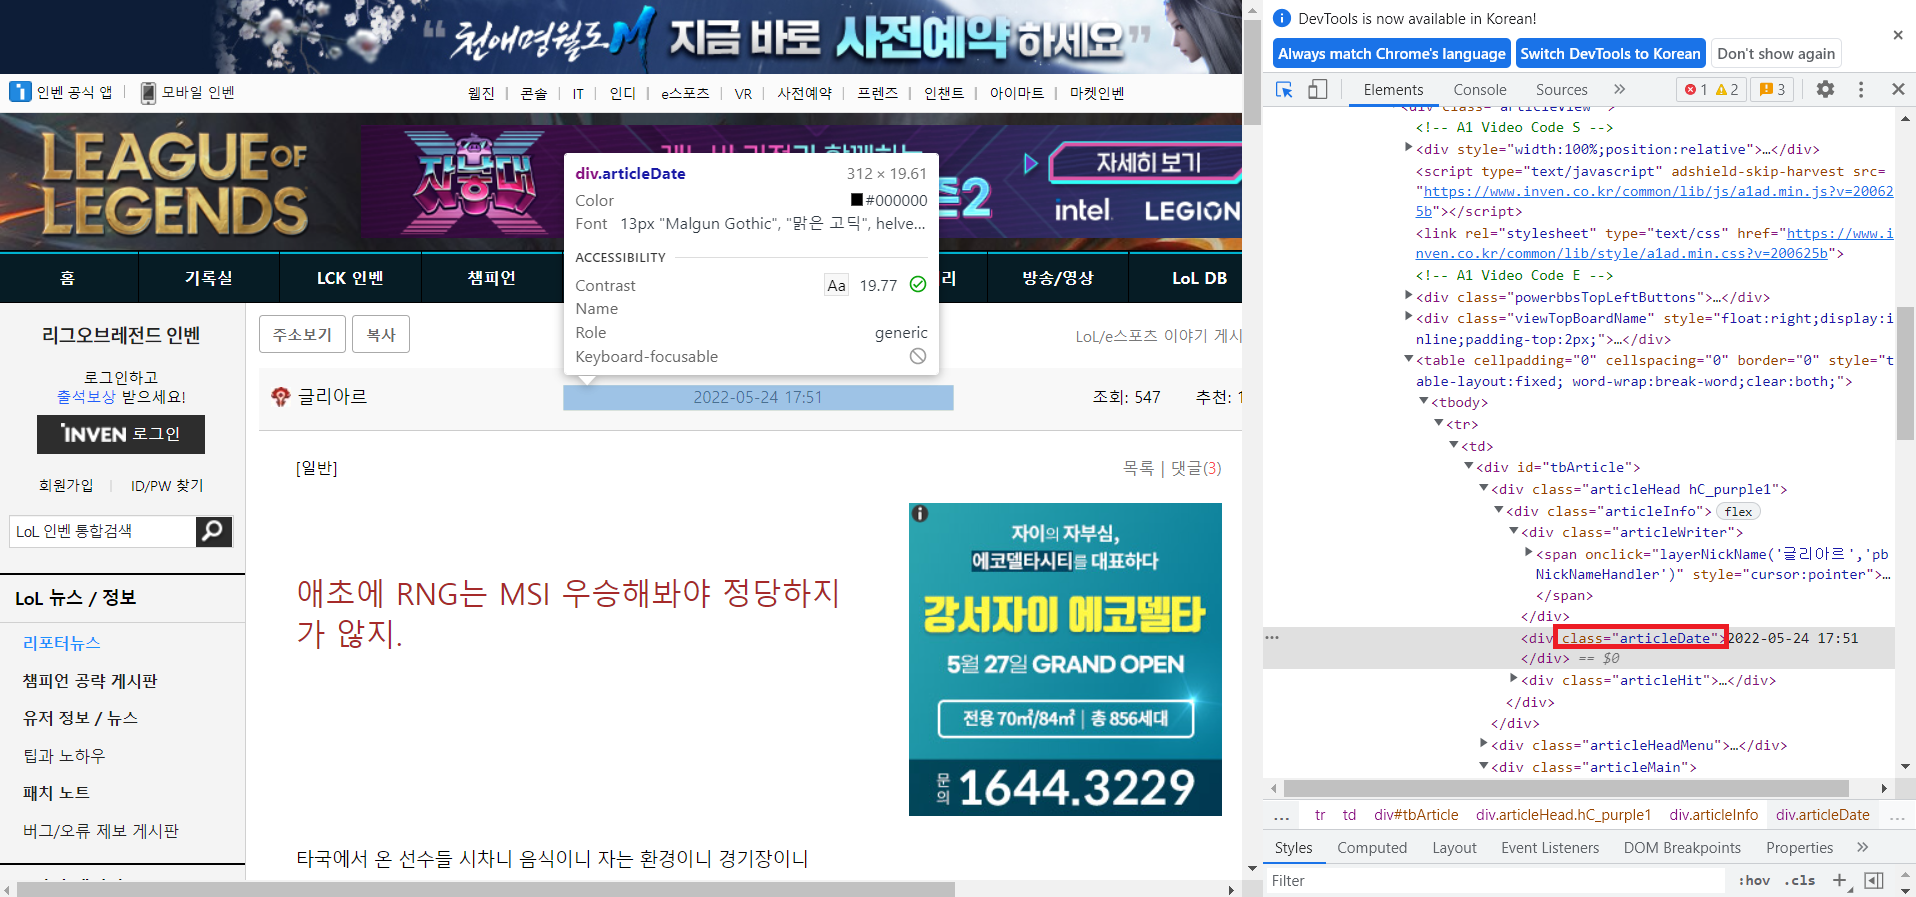 “천애명월도M 지금 바로 사전예약 하세요”
인벤 공식 앱
모바일 인벤
웹진 | 콘솔 | IT | 인디 | e스포츠 | VR | 사전예약 | 프렌즈 | 인챈트 | 아이마트 | 마켓인벤
LEAGUE OF
LEGENDS
자낳대
자세히 보기
intel. LEGION
홈
기록실
LCK 인벤
챔피언
리
방송/영상
LoL DB
div.articleDate 312 × 19.61
Color #000000
Font 13px "Malgun Gothic", "맑은 고딕", helve...
ACCESSIBILITY
Contrast Aa 19.77
Name
Role generic
Keyboard-focusable
리그오브레전드 인벤
로그인하고
출석보상 받으세요!
INVEN 로그인
회원가입 | ID/PW 찾기
LoL 인벤 통합검색
LoL 뉴스 / 정보
리포터뉴스
챔피언 공략 게시판
유저 정보 / 뉴스
팁과 노하우
패치 노트
버그/오류 제보 게시판
주소보기 복사
LoL/e스포츠 이야기 게시
글리아르 2022-05-24 17:51 조회: 547 추천: 1
[일반] 목록 | 댓글(3)
애초에 RNG는 MSI 우승해봐야 정당하지
가 않지.
자이의 자부심,
에코델타시티를 대표하다
강서자이 에코델타
5월 27일 GRAND OPEN
전용 70㎡/84㎡ | 총 856세대
문의 1644.3229
타국에서 온 선수들 시차니 음식이니 자는 환경이니 경기장이니
DevTools is now available in Korean!
Always match Chrome's language Switch DevTools to Korean Don't show again
Elements Console Sources » 1 2 3
<div class="articleView">
<!-- A1 Video Code S -->
<div style="width:100%;position:relative">…</div>
<script type="text/javascript" adshield-skip-harvest src=
"https://www.inven.co.kr/common/lib/js/a1ad.min.js?v=20062
5b"></script>
<link rel="stylesheet" type="text/css" href="https://www.i
nven.co.kr/common/lib/style/a1ad.min.css?v=200625b">
<!-- A1 Video Code E -->
<div class="powerbbsTopLeftButtons">…</div>
<div class="viewTopBoardName" style="float:right;display:i
nline;padding-top:2px;">…</div>
<table cellpadding="0" cellspacing="0" border="0" style="t
able-layout:fixed; word-wrap:break-word;clear:both;">
<tbody>
<tr>
<td>
<div id="tbArticle">
<div class="articleHead hC_purple1">
<div class="articleInfo"> flex
<div class="articleWriter">
<span onclick="layerNickName('글리아르','pb
NickNameHandler')" style="cursor:pointer">…
</span>
</div>
<div class="articleDate">2022-05-24 17:51
</div> == $0
<div class="articleHit">…</div>
</div>
</div>
<div class="articleHeadMenu">…</div>
<div class="articleMain">
... tr td div#tbArticle div.articleHead.hC_purple1 div.articleInfo div.articleDate ...
Styles Computed Layout Event Listeners DOM Breakpoints Properties »
Filter :hov .cls +